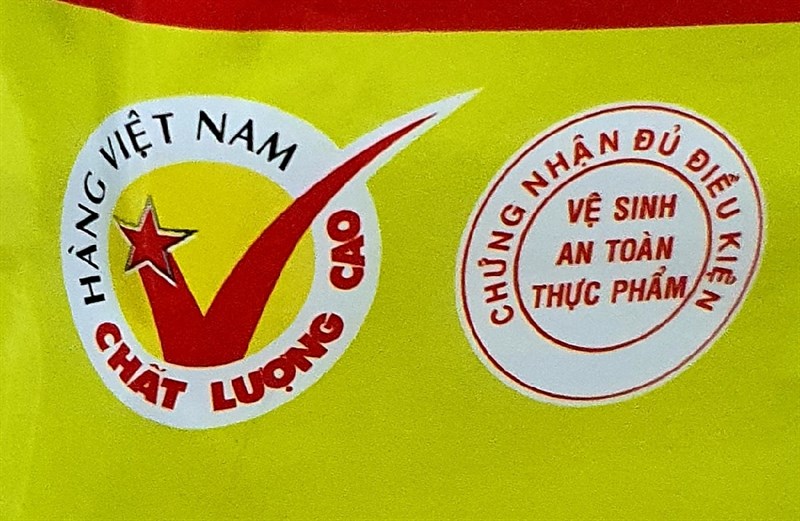 HÀNG VIỆT NAM
CHẤT LƯỢNG CAO
CHỨNG NHẬN ĐỦ ĐIỀU KIỆN
VỆ SINH
AN TOÀN
THỰC PHẨM